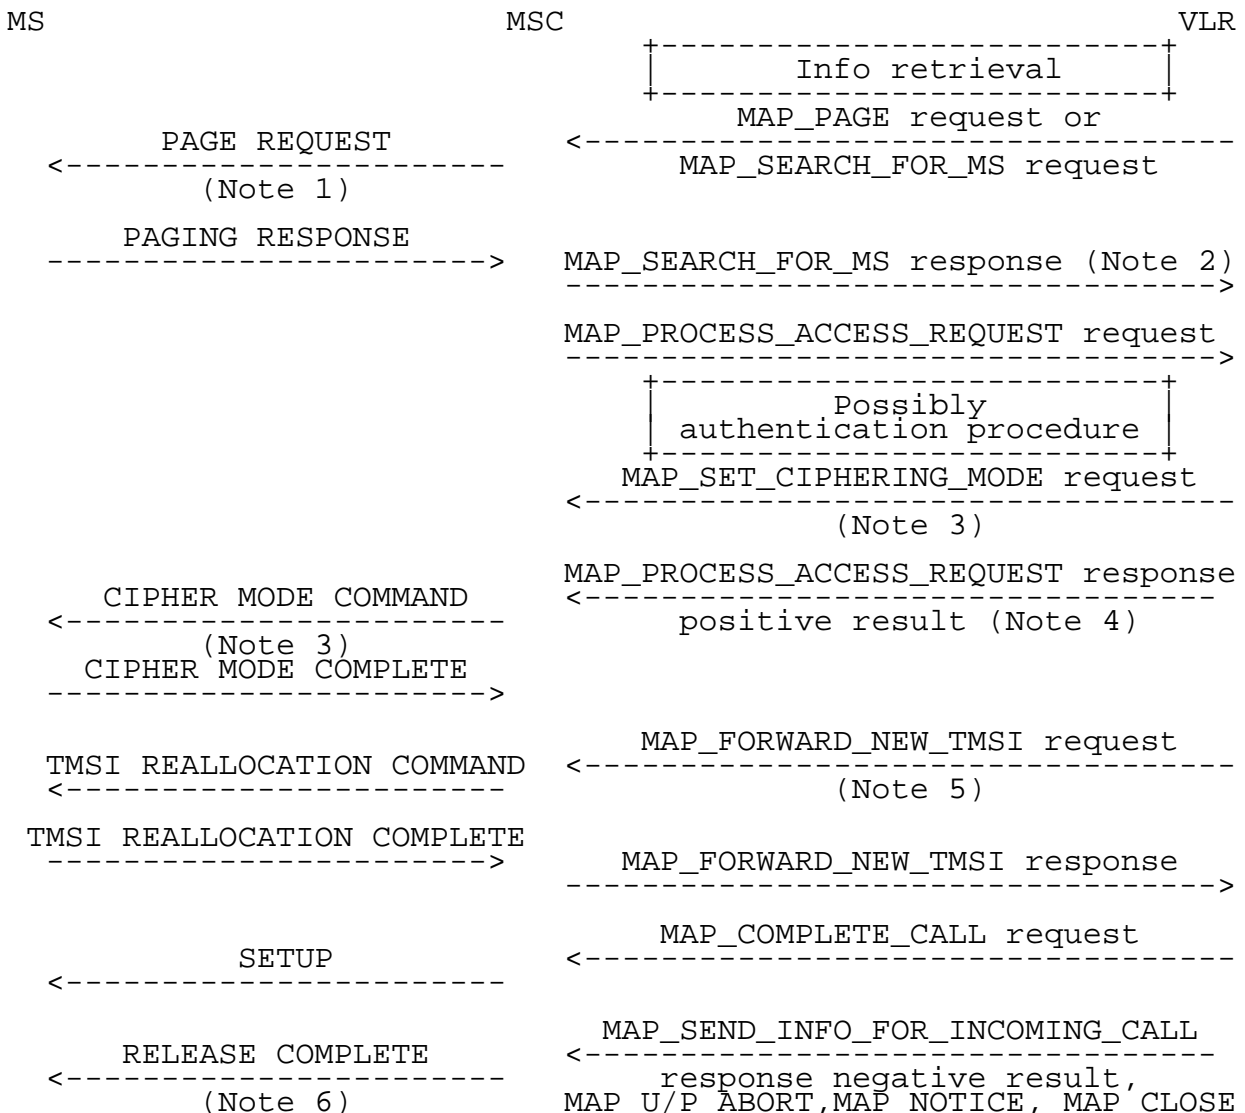 MS MSC VLR
Info retrieval
MAP_PAGE request or
PAGE REQUEST
MAP_SEARCH_FOR_MS request
(Note 1)
PAGING RESPONSE
MAP_SEARCH_FOR_MS response (Note 2)
MAP_PROCESS_ACCESS_REQUEST request
Possibly
authentication procedure
MAP_SET_CIPHERING_MODE request
(Note 3)
MAP_PROCESS_ACCESS_REQUEST response
CIPHER MODE COMMAND
positive result (Note 4)
(Note 3)
CIPHER MODE COMPLETE
MAP_FORWARD_NEW_TMSI request
TMSI REALLOCATION COMMAND
(Note 5)
TMSI REALLOCATION COMPLETE
MAP_FORWARD_NEW_TMSI response
MAP_COMPLETE_CALL request
SETUP
MAP_SEND_INFO_FOR_INCOMING_CALL
RELEASE COMPLETE
response negative result,
(Note 6)
MAP U/P ABORT,MAP NOTICE, MAP CLOSE